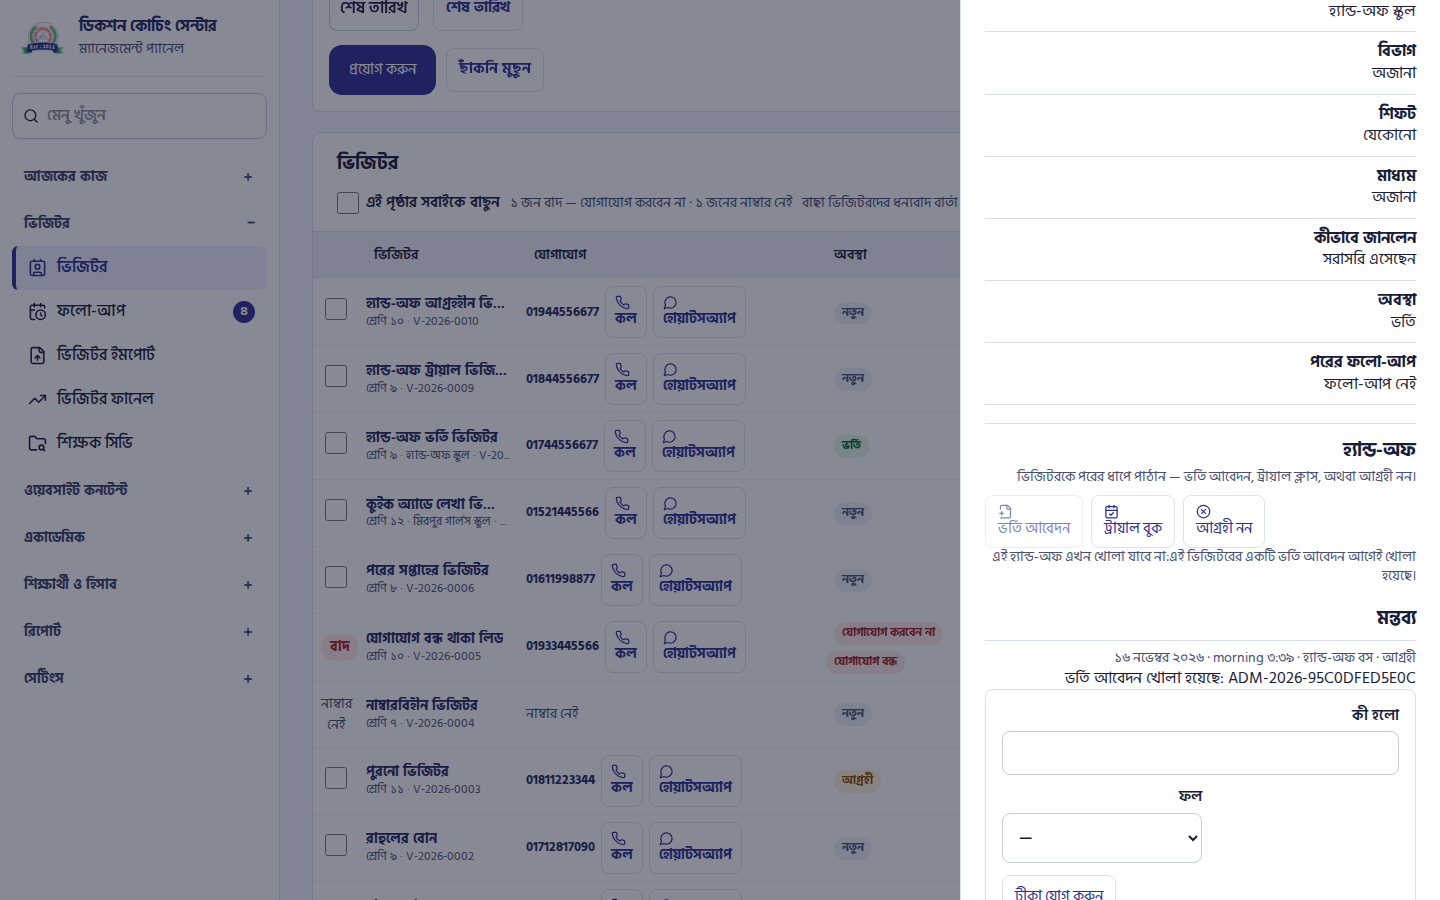 ডিকশন কোচিং সেন্টার
ম্যানেজমেন্ট প্যানেল
মেনু খুঁজুন
আজকের কাজ +
ভিজিটর −
ভিজিটর
ফলো-আপ 8
ভিজিটর ইমপোর্ট
ভিজিটর ফানেল
শিক্ষক সিভি
ওয়েবসাইট কনটেন্ট +
একাডেমিক +
শিক্ষার্থী ও হিসাব +
রিপোর্ট +
সেটিংস +
শেষ তারিখ শেষ তারিখ
প্রয়োগ করুন ছাঁকনি মুছুন
ভিজিটর
এই পৃষ্ঠার সবাইকে বাছুন ১ জন বাদ — যোগাযোগ করবেন না · ১ জনের নাম্বার নেই বাছা ভিজিটরদের ধন্যবাদ বার্তা
ভিজিটর যোগাযোগ অবস্থা
হ্যান্ড-অফ আগ্রহহীন ভি...
শ্রেণি ১০ · V-2026-0010
01944556677 কল হোয়াটসঅ্যাপ নতুন
হ্যান্ড-অফ ট্রায়াল ভিজি...
শ্রেণি ৯ · V-2026-0009
01844556677 কল হোয়াটসঅ্যাপ নতুন
হ্যান্ড-অফ ভর্তি ভিজিটর
শ্রেণি ৯ · হ্যান্ড-অফ স্কুল · V-20...
01744556677 কল হোয়াটসঅ্যাপ ভর্তি
কুইক অ্যাডে লেখা ভি...
শ্রেণি ১২ · মিরপুর গার্লস স্কুল · ...
01521445566 কল হোয়াটসঅ্যাপ নতুন
পরের সপ্তাহের ভিজিটর
শ্রেণি ৮ · V-2026-0006
01611998877 কল হোয়াটসঅ্যাপ নতুন
বাদ
যোগাযোগ বন্ধ থাকা লিড
শ্রেণি ১০ · V-2026-0005
01933445566 কল হোয়াটসঅ্যাপ যোগাযোগ করবেন না
যোগাযোগ বন্ধ
নাম্বার নেই
নাম্বারবিহীন ভিজিটর
শ্রেণি ৭ · V-2026-0004
নাম্বার নেই নতুন
পুরনো ভিজিটর
শ্রেণি ১১ · V-2026-0003
01811223344 কল হোয়াটসঅ্যাপ আগ্রহী
রাহুলের বোন
শ্রেণি ৯ · V-2026-0002
01712817090 কল হোয়াটসঅ্যাপ নতুন
হ্যান্ড-অফ স্কুল
বিভাগ
অজানা
শিফট
যেকোনো
মাধ্যম
অজানা
কীভাবে জানলেন
সরাসরি এসেছেন
অবস্থা
ভর্তি
পরের ফলো-আপ
ফলো-আপ নেই
হ্যান্ড-অফ
ভিজিটরকে পরের ধাপে পাঠান — ভর্তি আবেদন, ট্রায়াল ক্লাস, অথবা আগ্রহী নন।
ভর্তি আবেদন ট্রায়াল বুক আগ্রহী নন
এই হ্যান্ড-অফ এখন খোলা যাবে না:এই ভিজিটরের একটি ভর্তি আবেদন আগেই খোলা
হয়েছে।
মন্তব্য
১৬ নভেম্বর ২০২৬ · morning ৩:৩৯ · হ্যান্ড-অফ বস · আগ্রহী
ভর্তি আবেদন খোলা হয়েছে: ADM-2026-95C0DFED5E0C
কী হলো
ফল
—
টীকা যোগ করুন